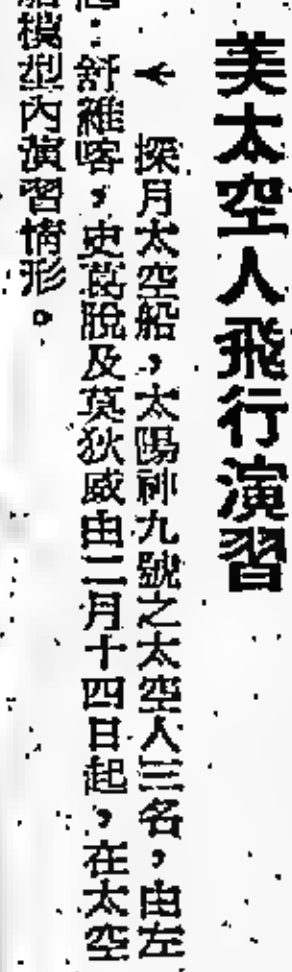 美太空人飛行演習
探月太空船，太陽神九號之太空人三名，由左
：舒維喀，史葛脫及莫狄威由二月十四日起，在太空
模型內演習情形。